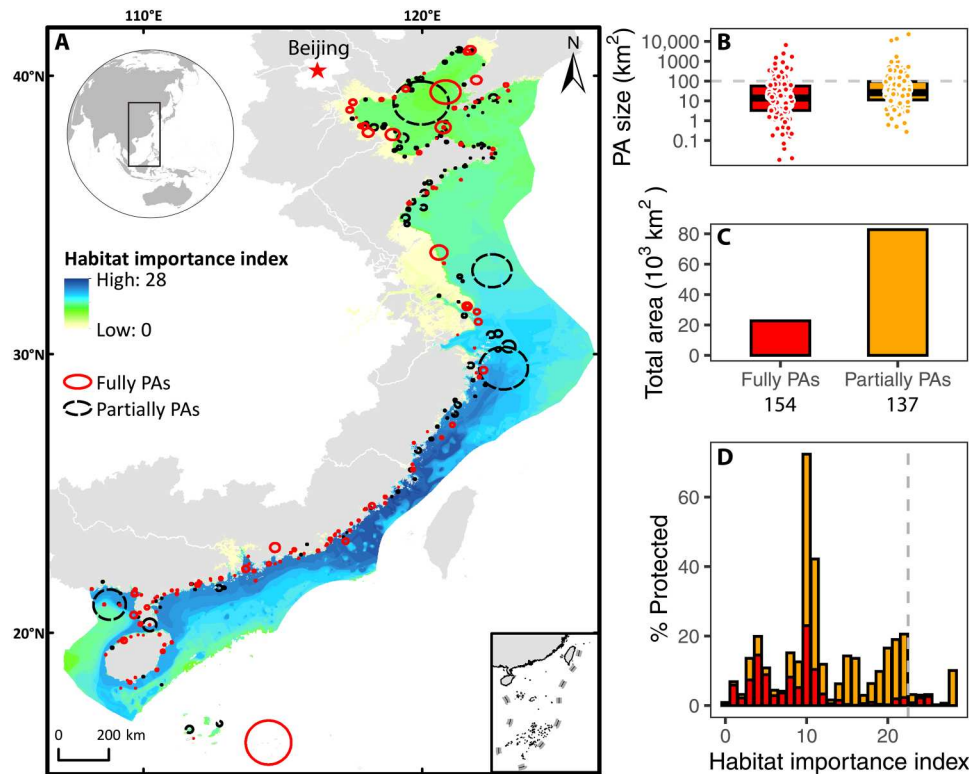 110°E
120°E
A
Beijing
N
40°N
30°N
20°N
Habitat importance index
High: 28
Low: 0
Fully PAs
Partially PAs
0
200 km
B
PA size (km²)
10,000
1,000
100
10
1
0.1
C
Total area (10³ km²)
80
60
40
20
0
Fully PAs
Partially PAs
154
137
D
% Protected
60
40
20
0
0
10
20
Habitat importance index